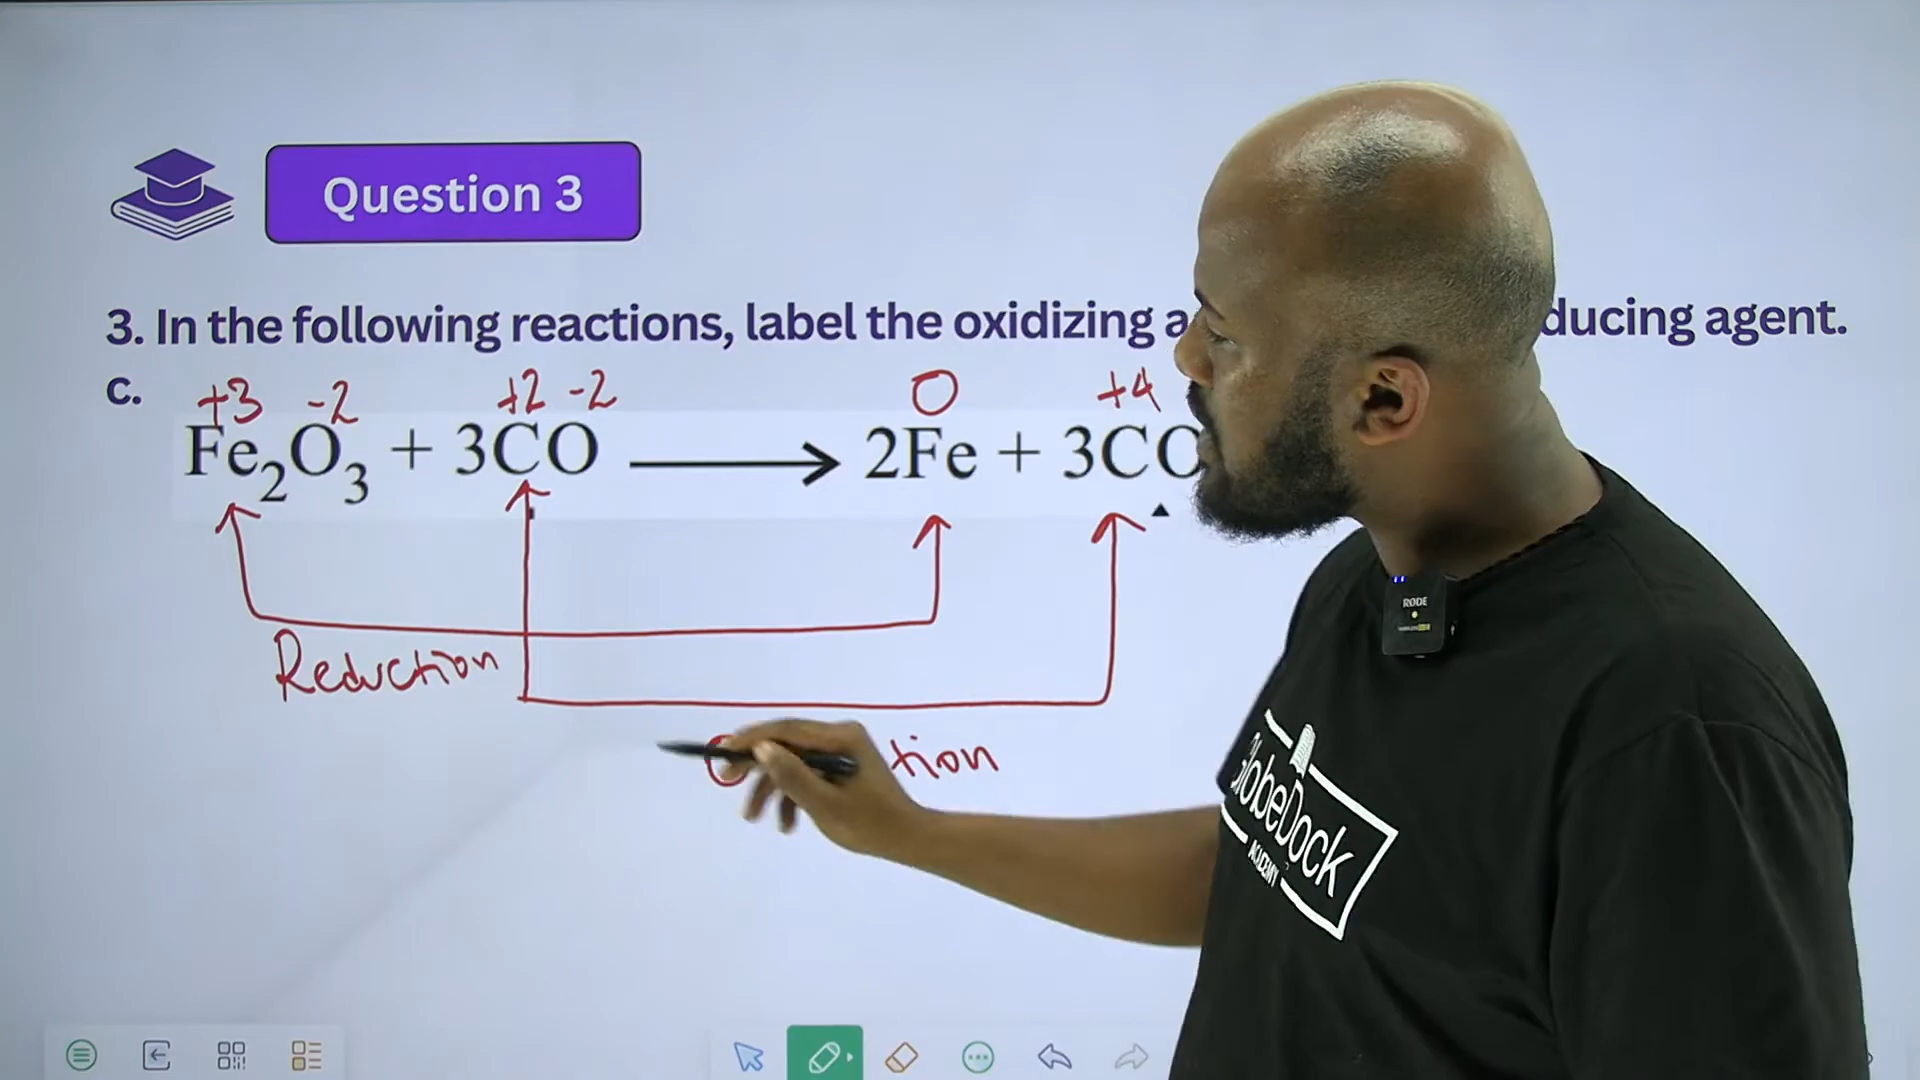 Question 3
3. In the following reactions, label the oxidizing a ducing agent.
c. +3 -2 +2 -2 0 +4
Fe2O3 + 3CO ⟶ 2Fe + 3CO
Reduction
O tion
RØDE
GlobeDock
ACADEMY